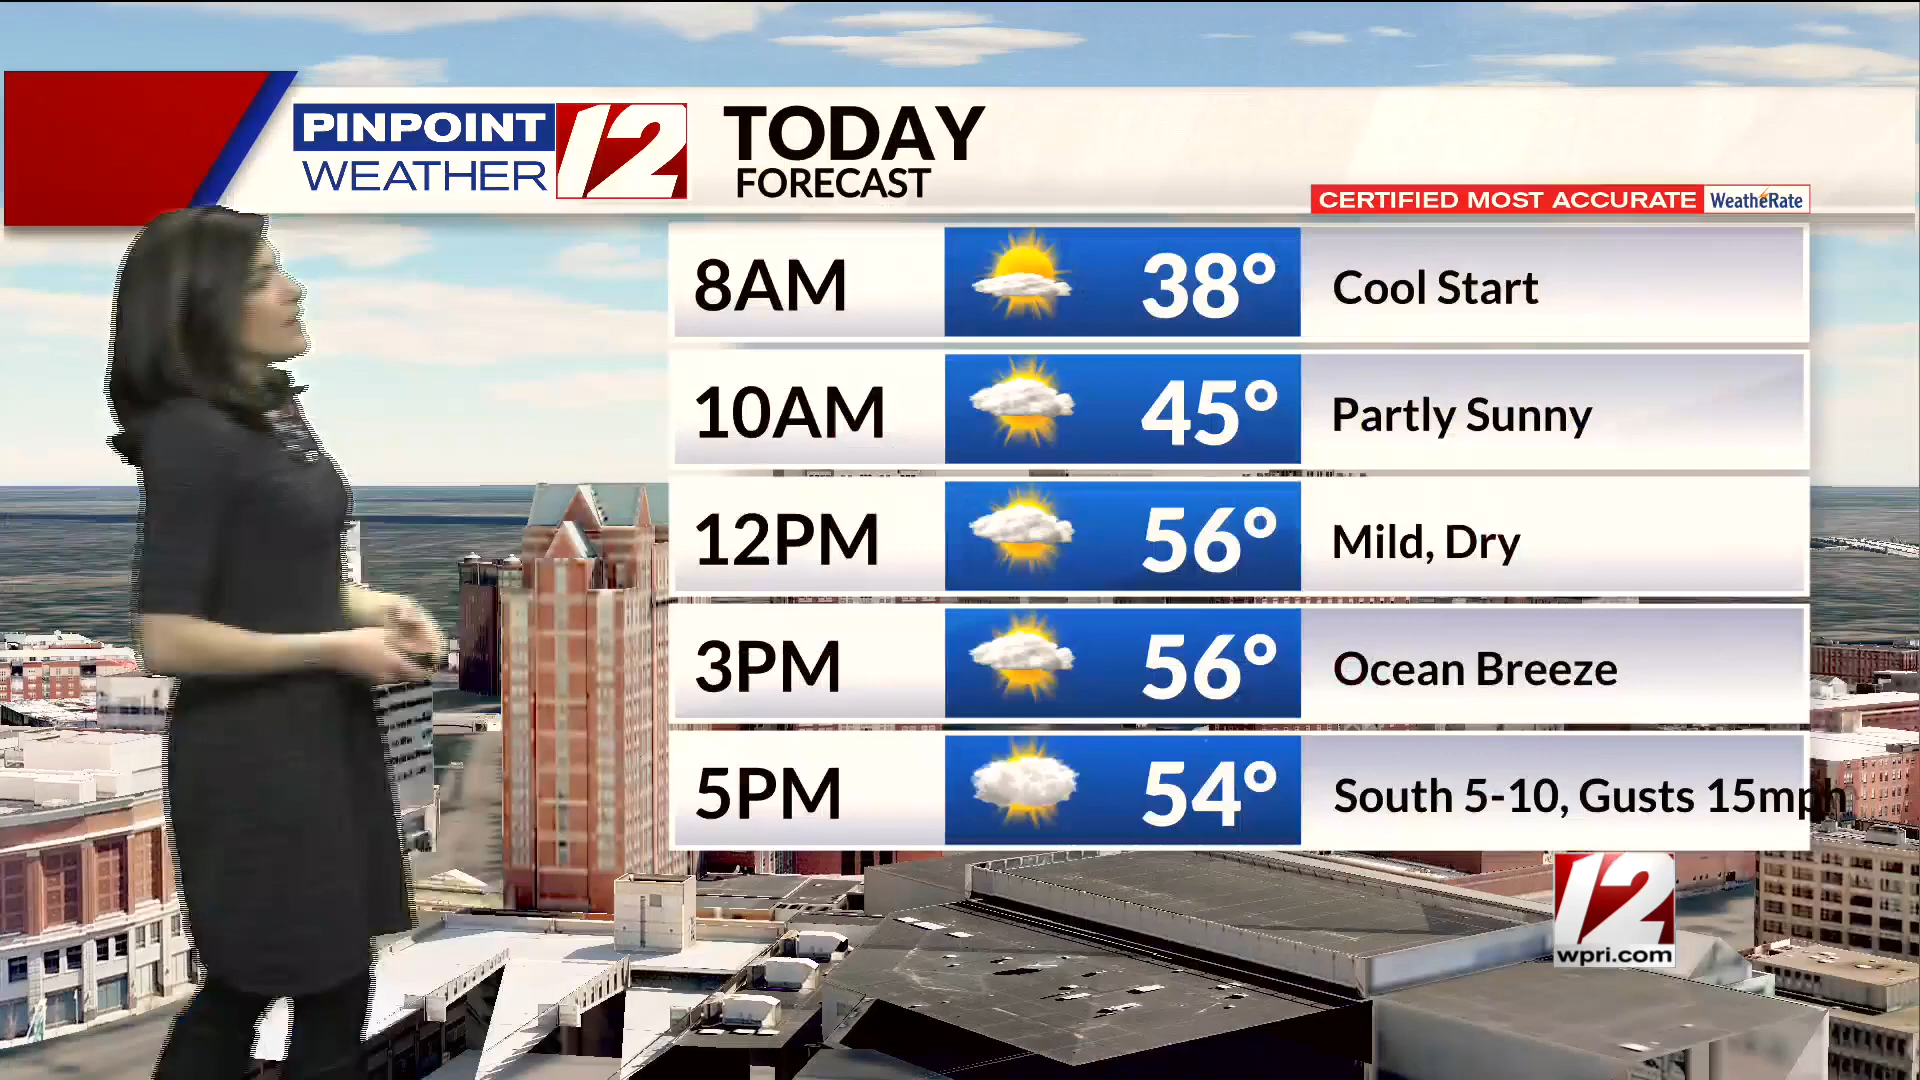 PINPOINT
WEATHER
12
TODAY
FORECAST
CERTIFIED MOST ACCURATE WeatheRate
8AM 38° Cool Start
10AM 45° Partly Sunny
12PM 56° Mild, Dry
3PM 56° Ocean Breeze
5PM 54° South 5-10, Gusts 15mph
12
wpri.com